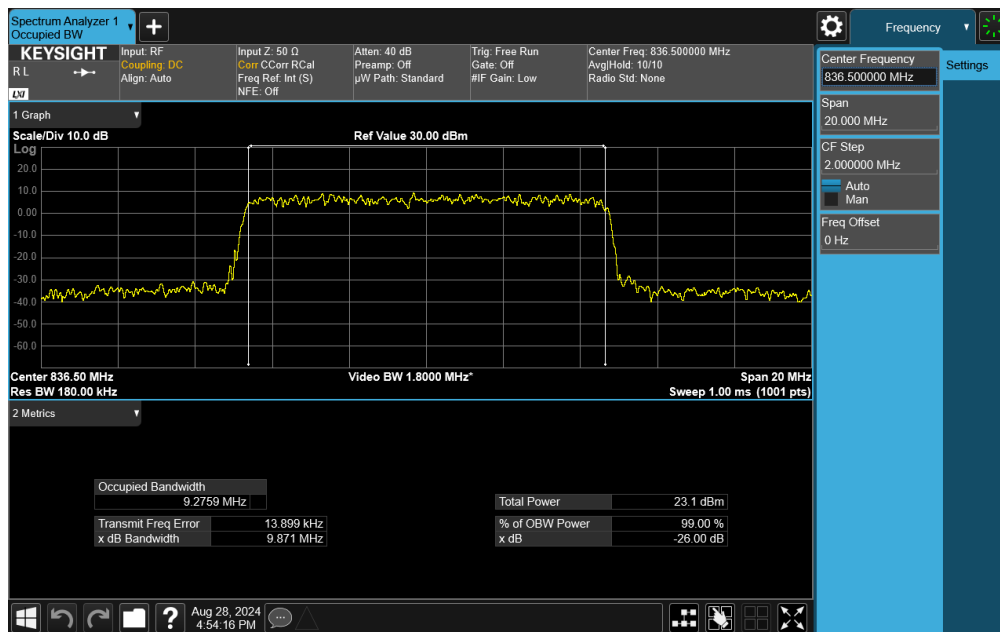 Spectrum Analyzer 1
Occupied BW
Frequency
KEYSIGHT
R L
LXI
Input: RF
Coupling: DC
Align: Auto
Input Z: 50 Ω
Corr CCorr RCal
Freq Ref: Int (S)
NFE: Off
Atten: 40 dB
Preamp: Off
µW Path: Standard
Trig: Free Run
Gate: Off
#IF Gain: Low
Center Freq: 836.500000 MHz
Avg|Hold: 10/10
Radio Std: None
Center Frequency
836.500000 MHz
Settings
Span
20.000 MHz
CF Step
2.000000 MHz
Auto
Man
Freq Offset
0 Hz
1 Graph
Scale/Div 10.0 dB
Ref Value 30.00 dBm
Log
20.0
10.0
0.00
-10.0
-20.0
-30.0
-40.0
-50.0
-60.0
Center 836.50 MHz
Video BW 1.8000 MHz*
Span 20 MHz
Res BW 180.00 kHz
Sweep 1.00 ms (1001 pts)
2 Metrics
Occupied Bandwidth
9.2759 MHz
Total Power 23.1 dBm
Transmit Freq Error 13.899 kHz
% of OBW Power 99.00 %
x dB Bandwidth 9.871 MHz
x dB -26.00 dB
Aug 28, 2024
4:54:16 PM